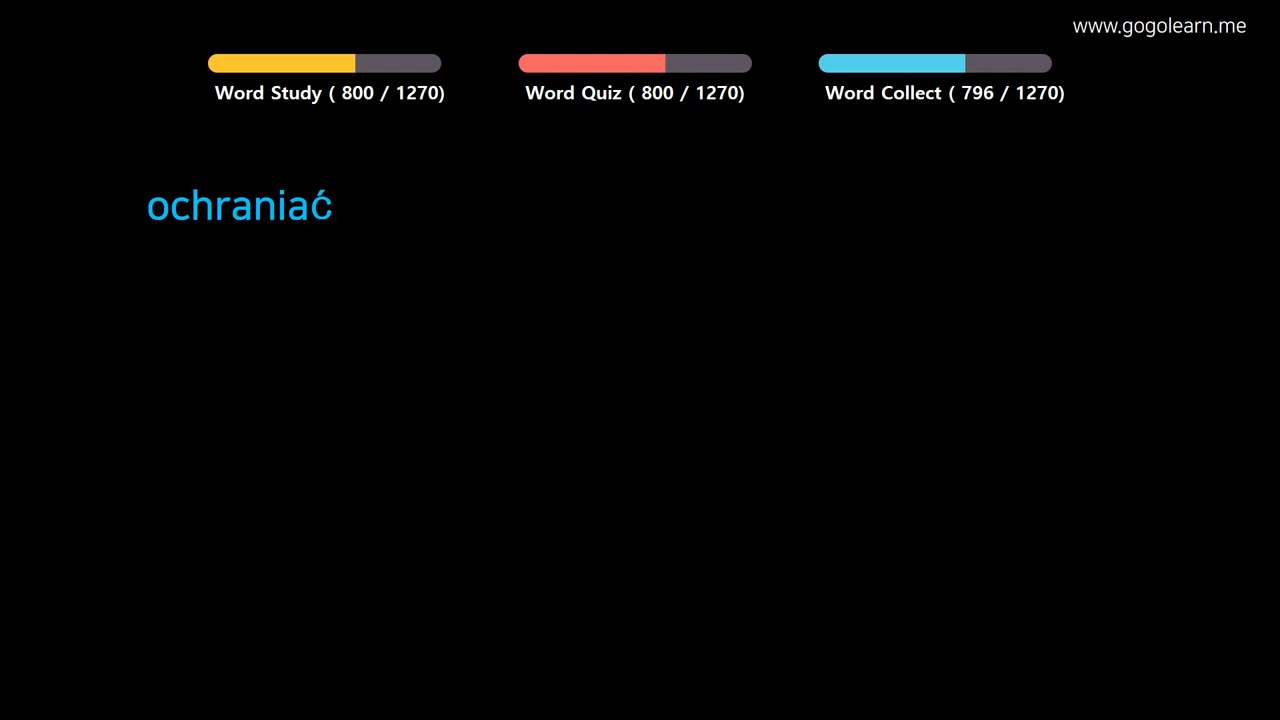 www.gogolearn.me
Word Study ( 800 / 1270)
Word Quiz ( 800 / 1270)
Word Collect ( 796 / 1270)
ochraniać